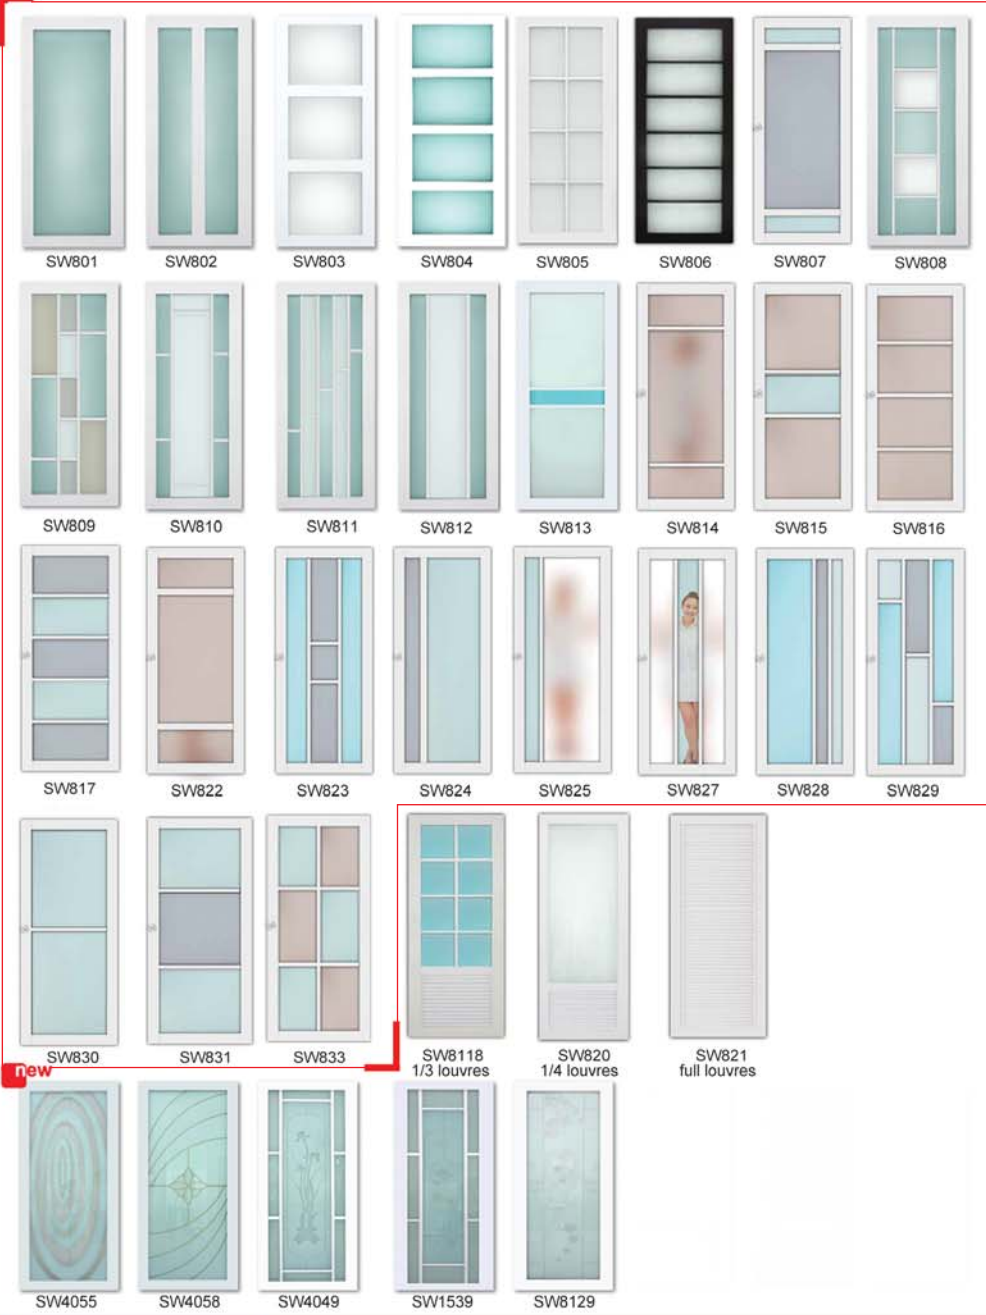 SW801 SW802 SW803 SW804 SW805 SW806 SW807 SW808
SW809 SW810 SW811 SW812 SW813 SW814 SW815 SW816
SW817 SW822 SW823 SW824 SW825 SW827 SW828 SW829
SW830 SW831 SW833 SW8118 SW820 SW821
1/3 louvres 1/4 louvres full louvres
new
SW4055 SW4058 SW4049 SW1539 SW8129